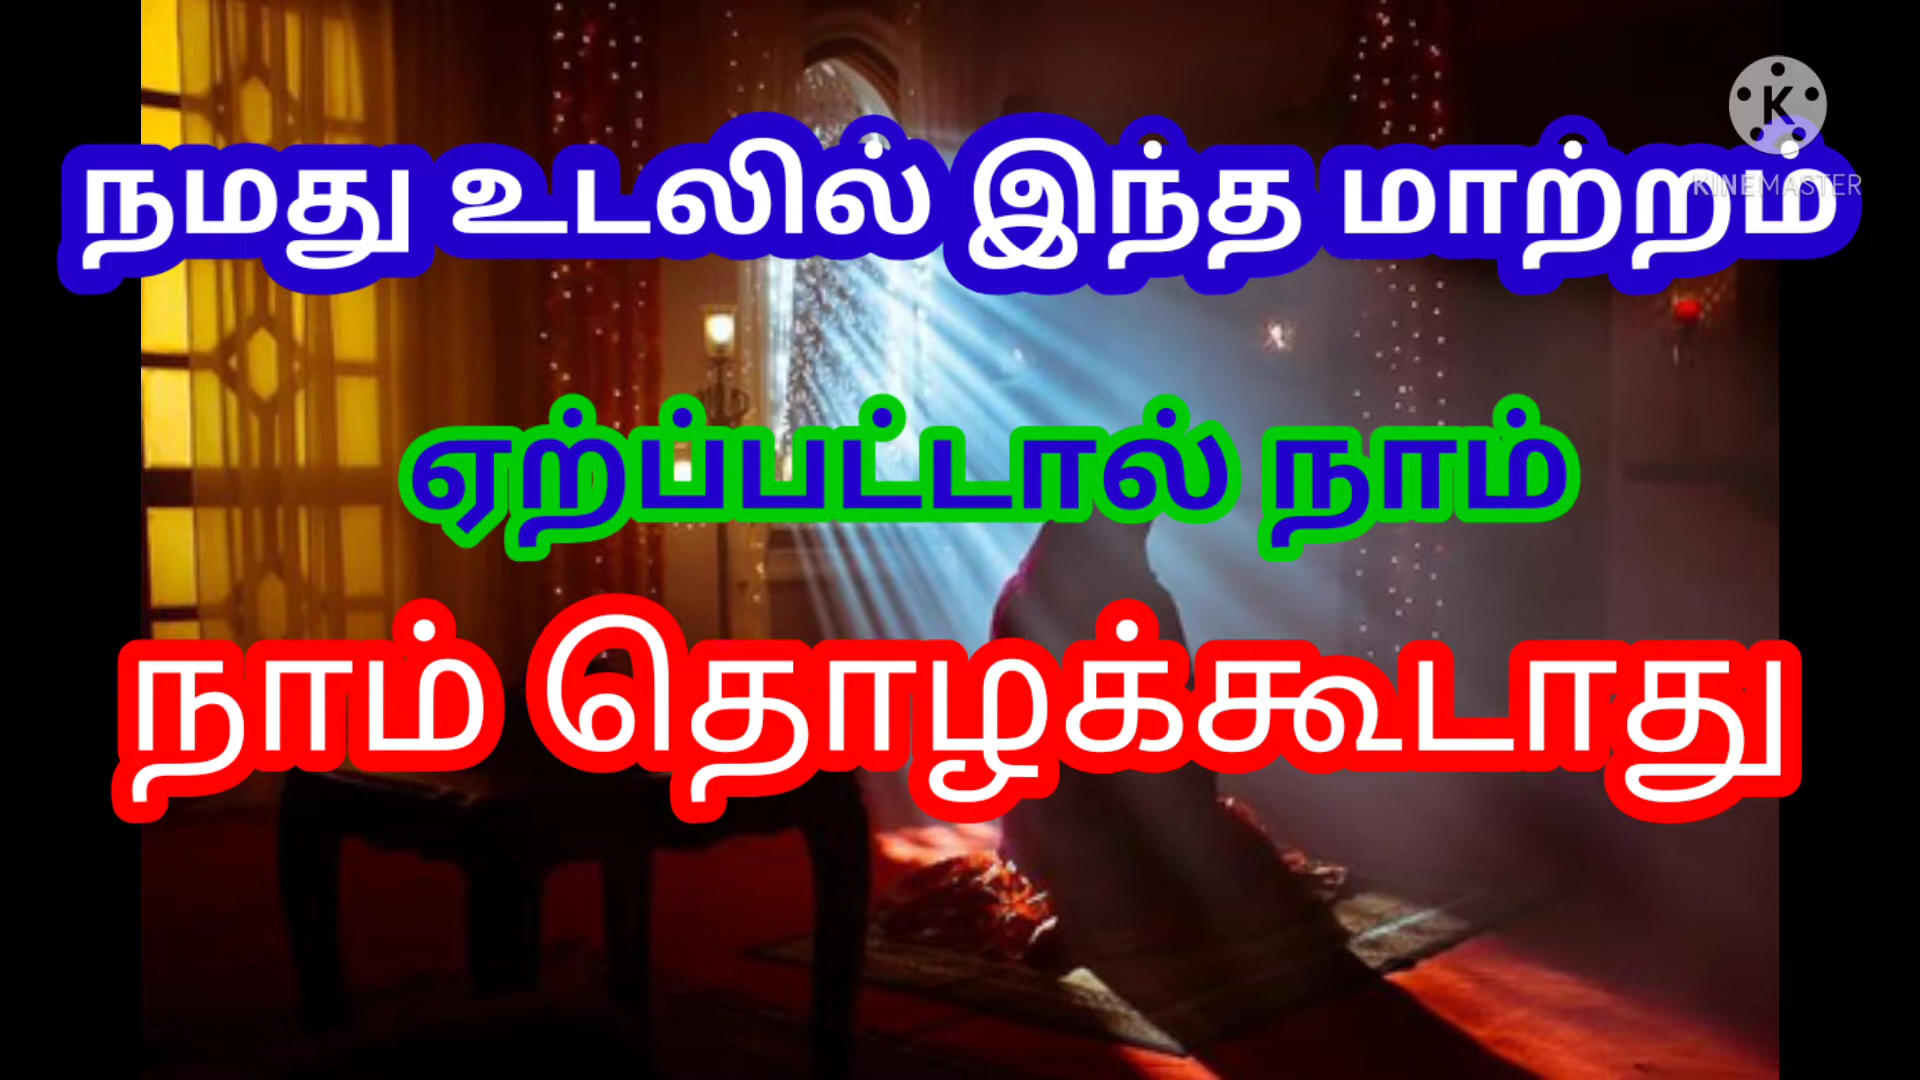 நமது உடலில் இந்த மாற்றம்
KINEMASTER
ஏற்ப்பட்டால் நாம்
நாம் தொழக்கூடாது